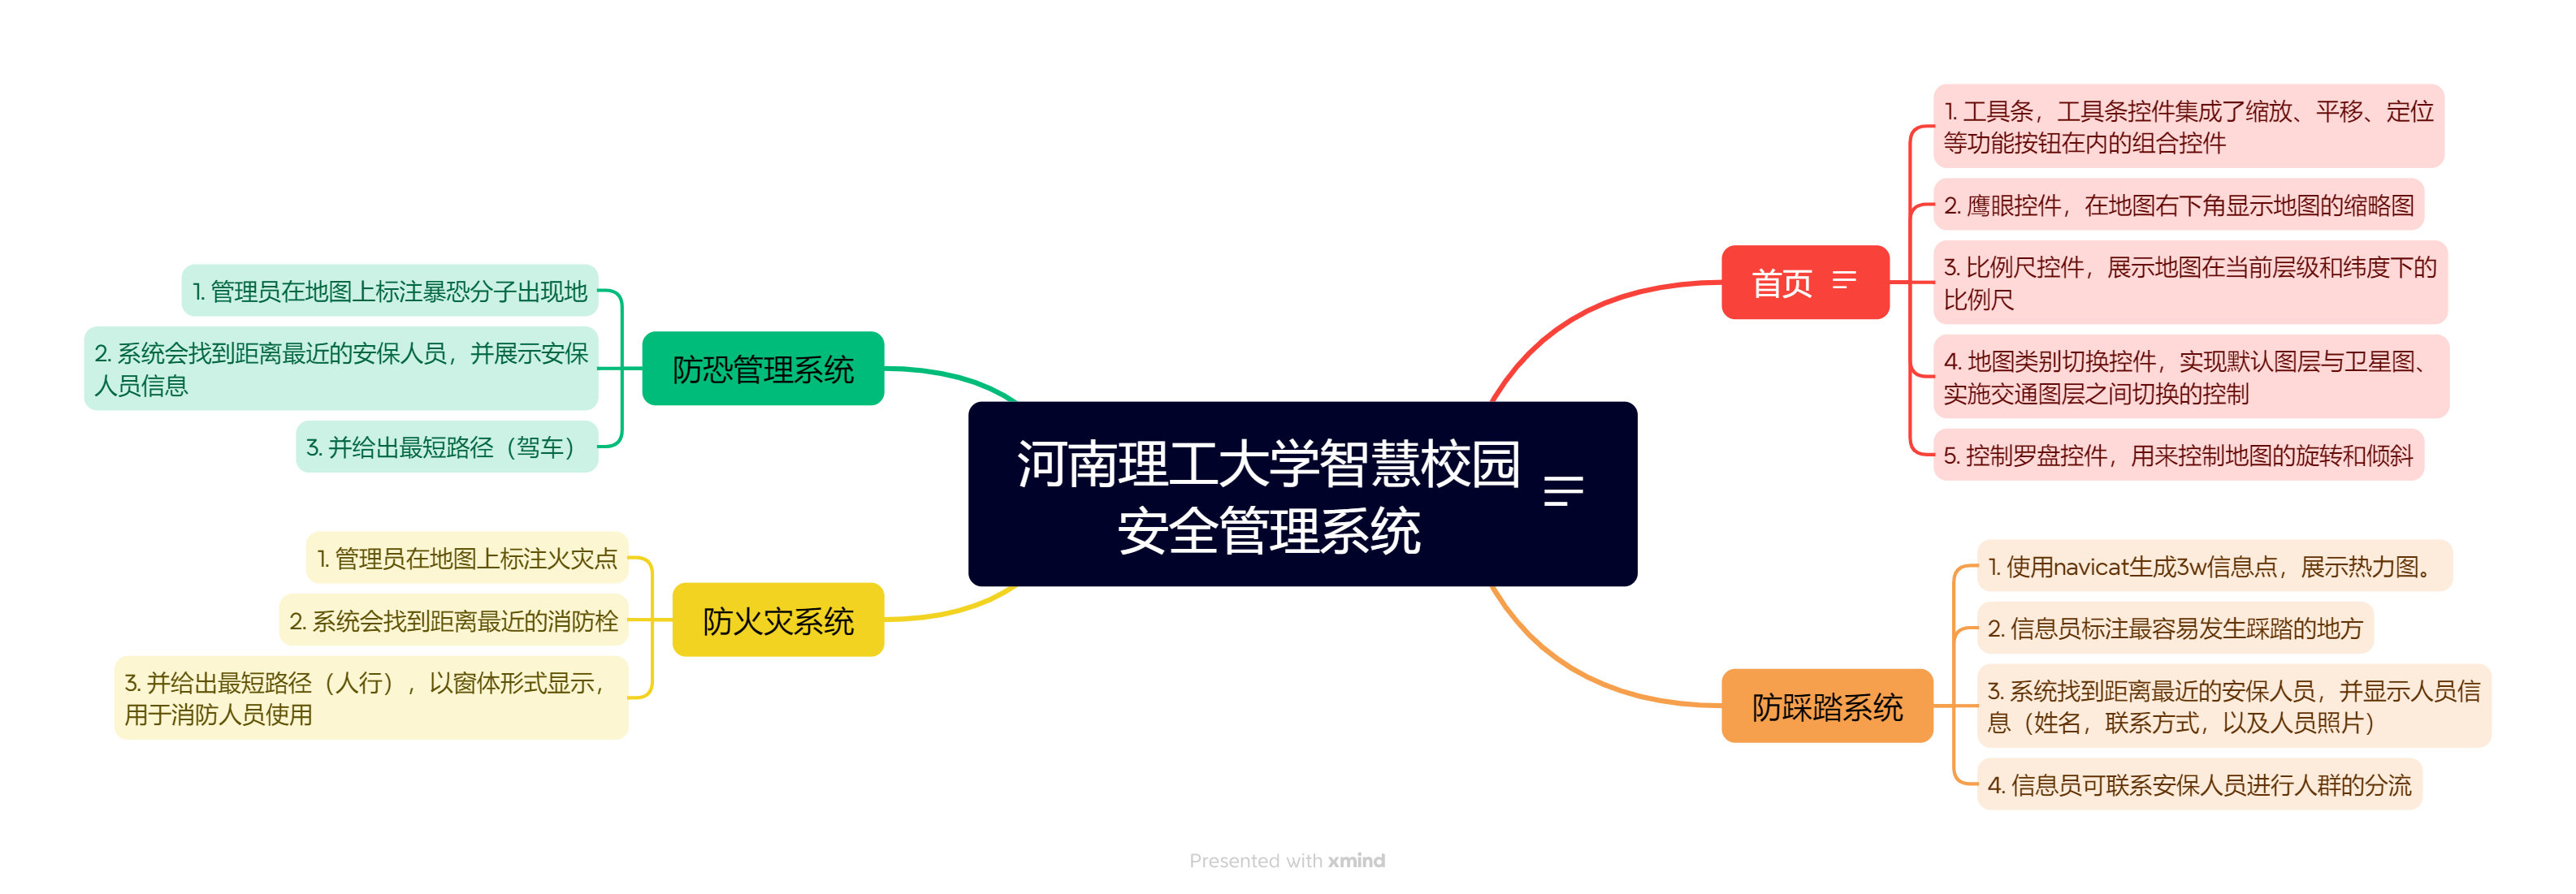 河南理工大学智慧校园
安全管理系统
首页
1. 工具条，工具条控件集成了缩放、平移、定位
等功能按钮在内的组合控件
2. 鹰眼控件，在地图右下角显示地图的缩略图
3. 比例尺控件，展示地图在当前层级和纬度下的
比例尺
4. 地图类别切换控件，实现默认图层与卫星图、
实施交通图层之间切换的控制
5. 控制罗盘控件，用来控制地图的旋转和倾斜
防踩踏系统
1. 使用navicat生成3w信息点，展示热力图。
2. 信息员标注最容易发生踩踏的地方
3. 系统找到距离最近的安保人员，并显示人员信
息（姓名，联系方式，以及人员照片）
4. 信息员可联系安保人员进行人群的分流
防恐管理系统
1. 管理员在地图上标注暴恐分子出现地
2. 系统会找到距离最近的安保人员，并展示安保
人员信息
3. 并给出最短路径（驾车）
防火灾系统
1. 管理员在地图上标注火灾点
2. 系统会找到距离最近的消防栓
3. 并给出最短路径（人行），以窗体形式显示，
用于消防人员使用
Presented with xmind